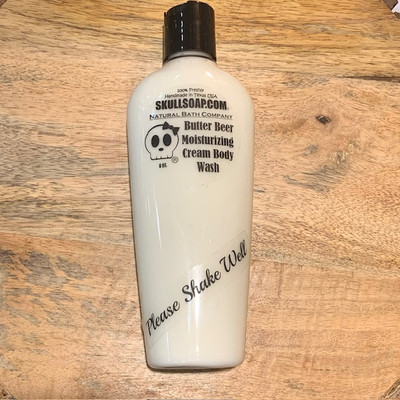 100% Fresh!
Handmade in Texas USA
SKULLSOAP.COM
NATURAL BATH COMPANY
Butter Beer
Moisturizing
Cream Body
Wash
®
8 oz.
Please Shake Well